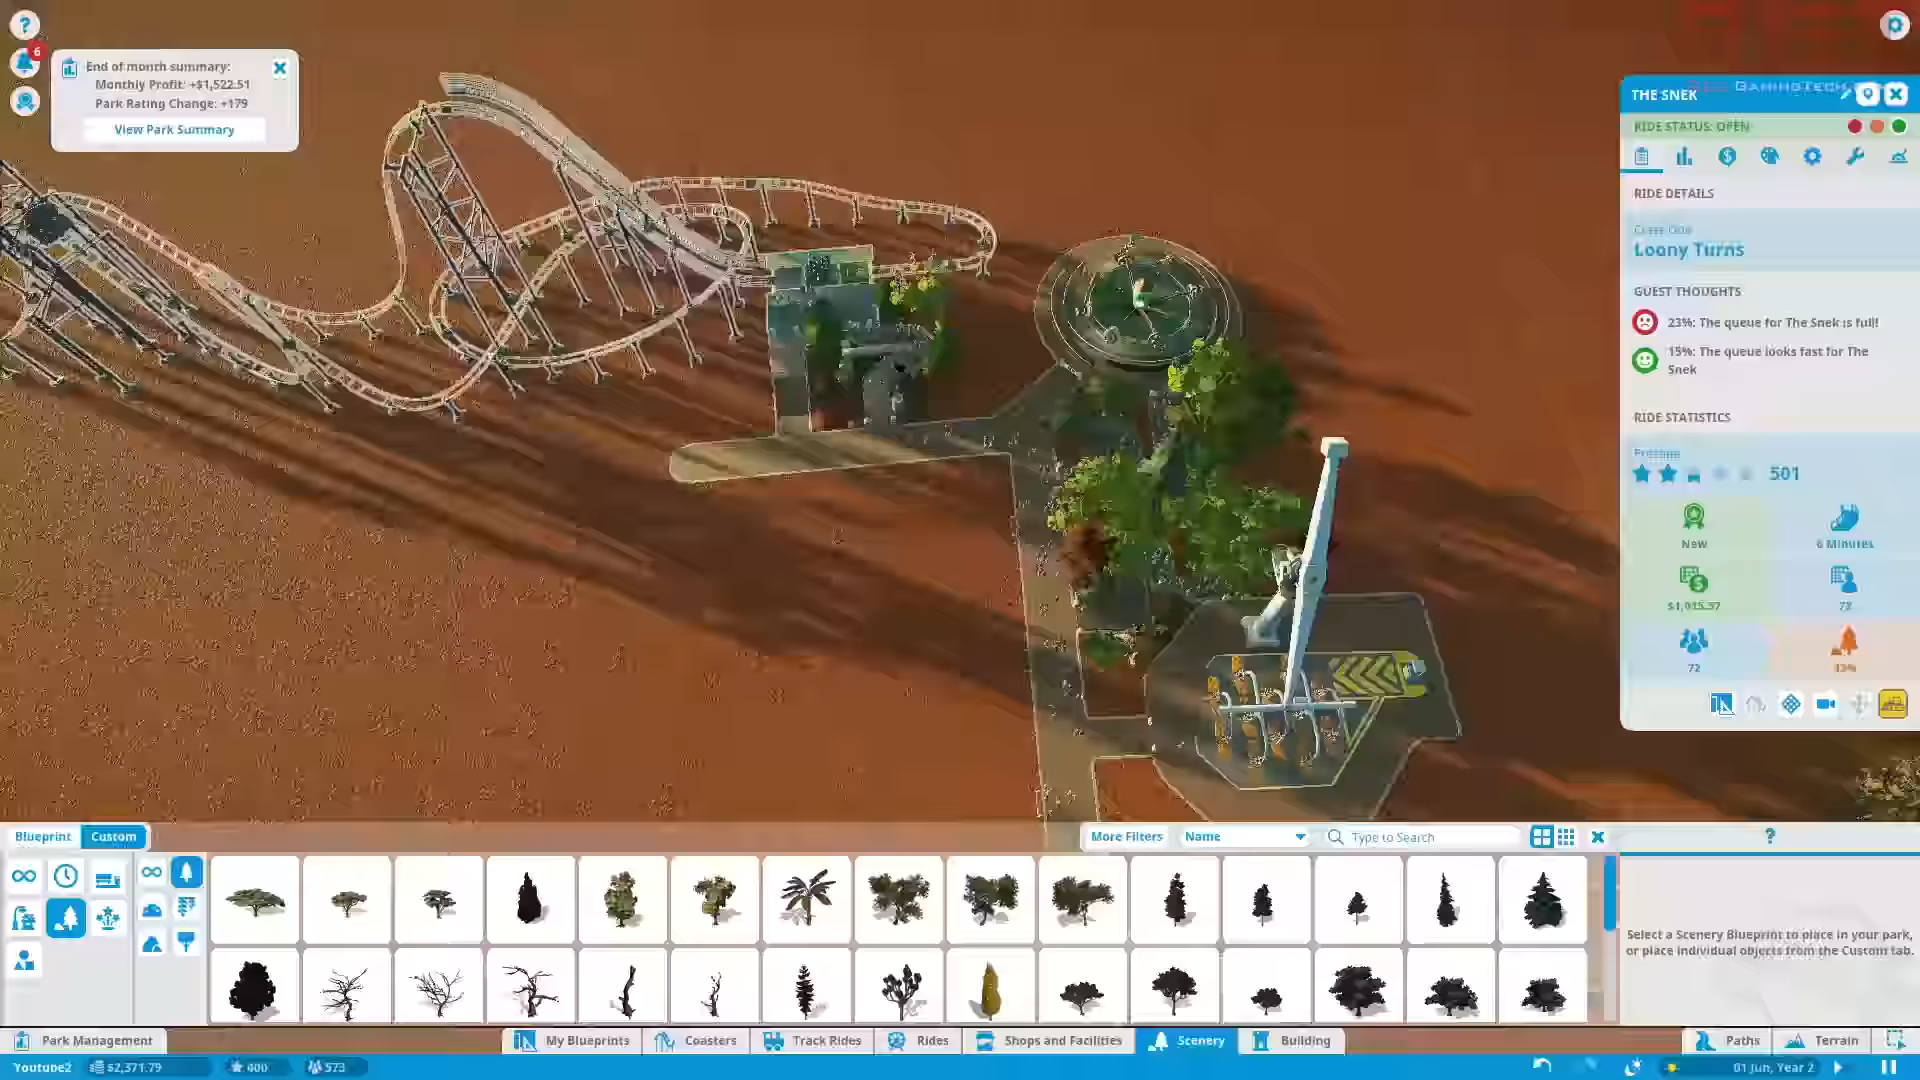 6
End of month summary:
Monthly Profit: +$1,522.51
Park Rating Change: +179
View Park Summary
GAMINGTECH
THE SNEK
RIDE STATUS: OPEN
RIDE DETAILS
Loony Turns
GUEST THOUGHTS
23%: The queue for The Snek is full!
15%: The queue looks fast for The
Snek
RIDE STATISTICS
Prestige
501
New
6 Minutes
72
72
Blueprint
Custom
More Filters
Name
Type to Search
Select a Scenery Blueprint to place in your park,
or place individual objects from the Custom tab.
Park Management
My Blueprints
Coasters
Track Rides
Rides
Shops and Facilities
Scenery
Building
Paths
Terrain
Youtube2
$2,371.79
400
573
01 Jun, Year 2